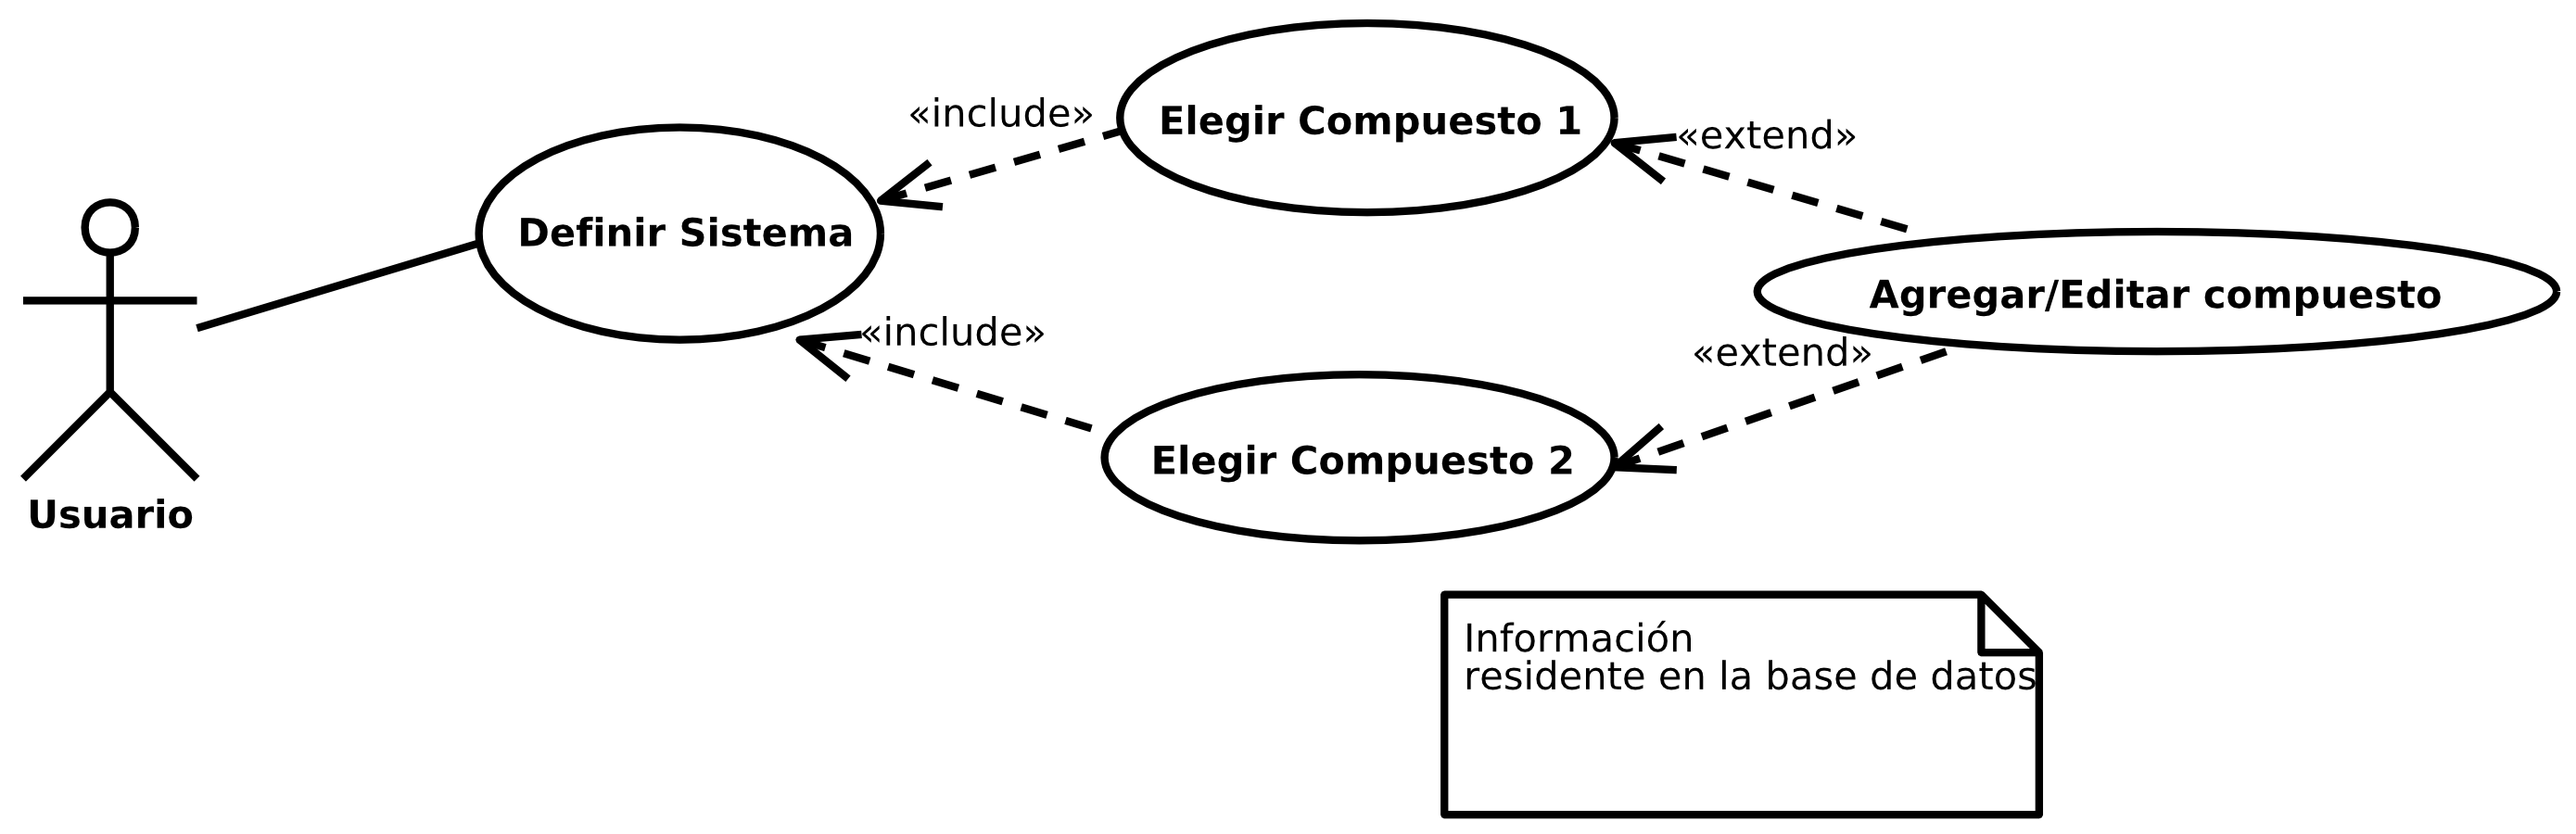 «include»
Elegir Compuesto 1
«extend»
Definir Sistema
Agregar/Editar compuesto
«include»
«extend»
Elegir Compuesto 2
Usuario
Información
residente en la base de datos